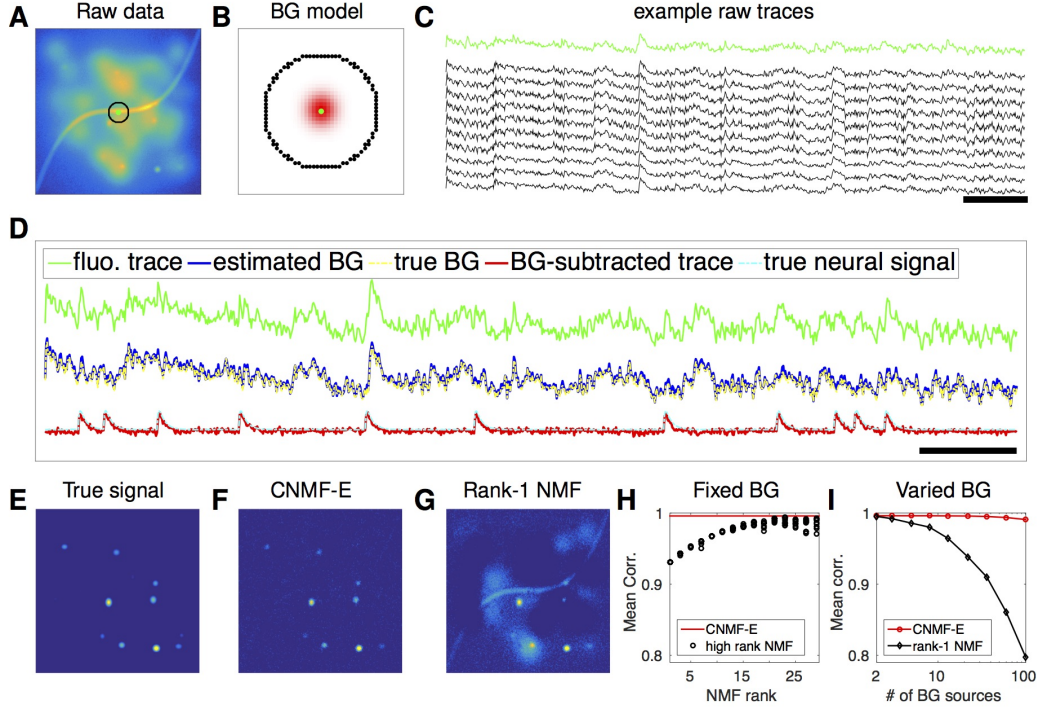 A Raw data B BG model C example raw traces
D
fluo. trace estimated BG true BG BG-subtracted trace true neural signal
E True signal F CNMF-E G Rank-1 NMF H Fixed BG I Varied BG
Mean Corr.
1
0.9
0.8
CNMF-E
high rank NMF
5 15 25
NMF rank
Mean corr.
1
0.9
0.8
CNMF-E
rank-1 NMF
2 10 100
# of BG sources